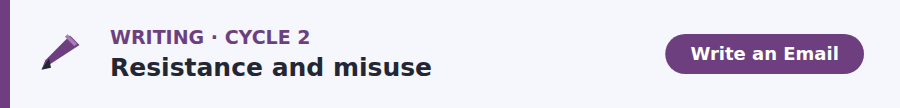 WRITING · CYCLE 2
Resistance and misuse
Write an Email